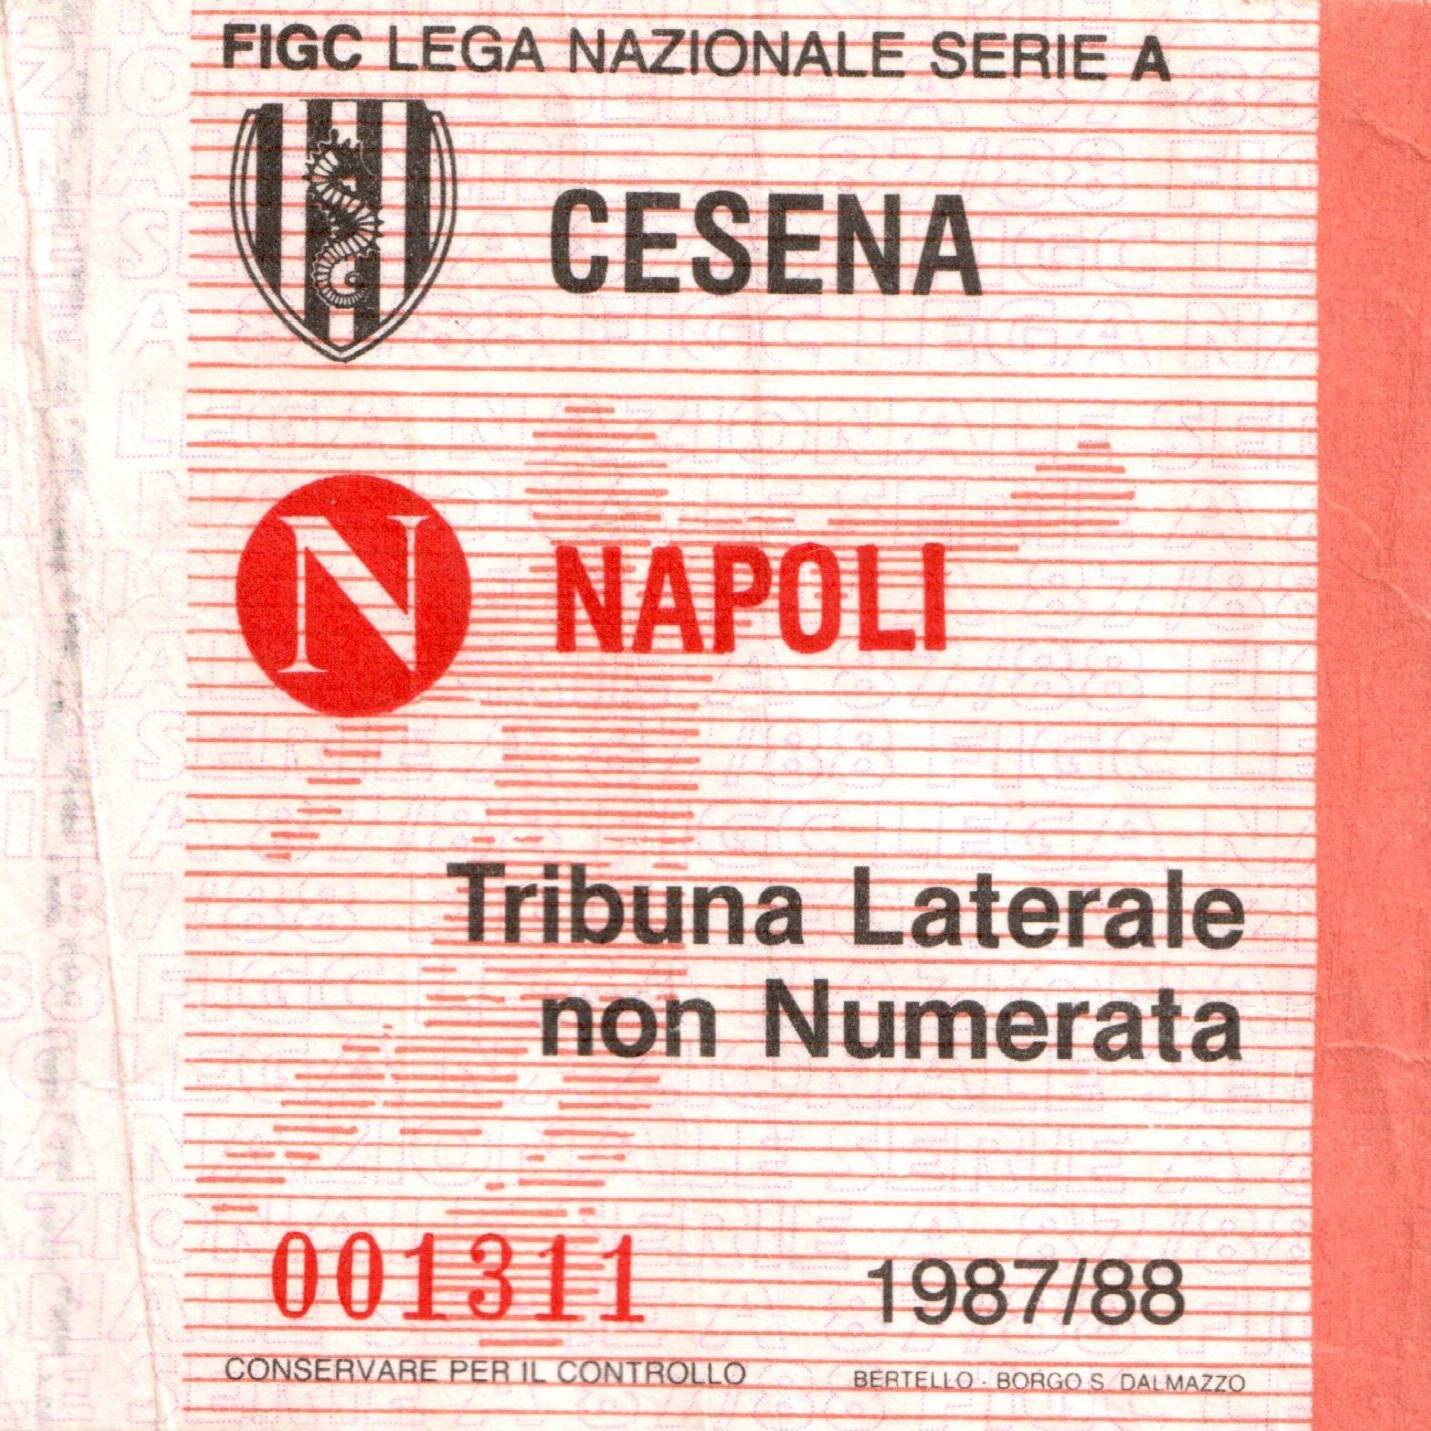 FIGC LEGA NAZIONALE SERIE A
CESENA
N NAPOLI
Tribuna Laterale
non Numerata
001311
1987/88
CONSERVARE PER IL CONTROLLO
BERTELLO - BORGO S. DALMAZZO